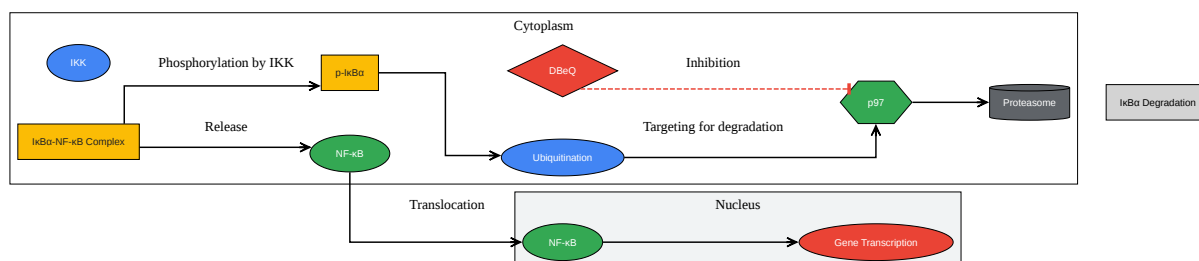 Cytoplasm
IKK
Phosphorylation by IKK
p-IκBα
DBeQ
Inhibition
p97
Proteasome
IκBα Degradation
IκBα-NF-κB Complex
Release
NF-κB
Ubiquitination
Targeting for degradation
Translocation
Nucleus
NF-κB
Gene Transcription